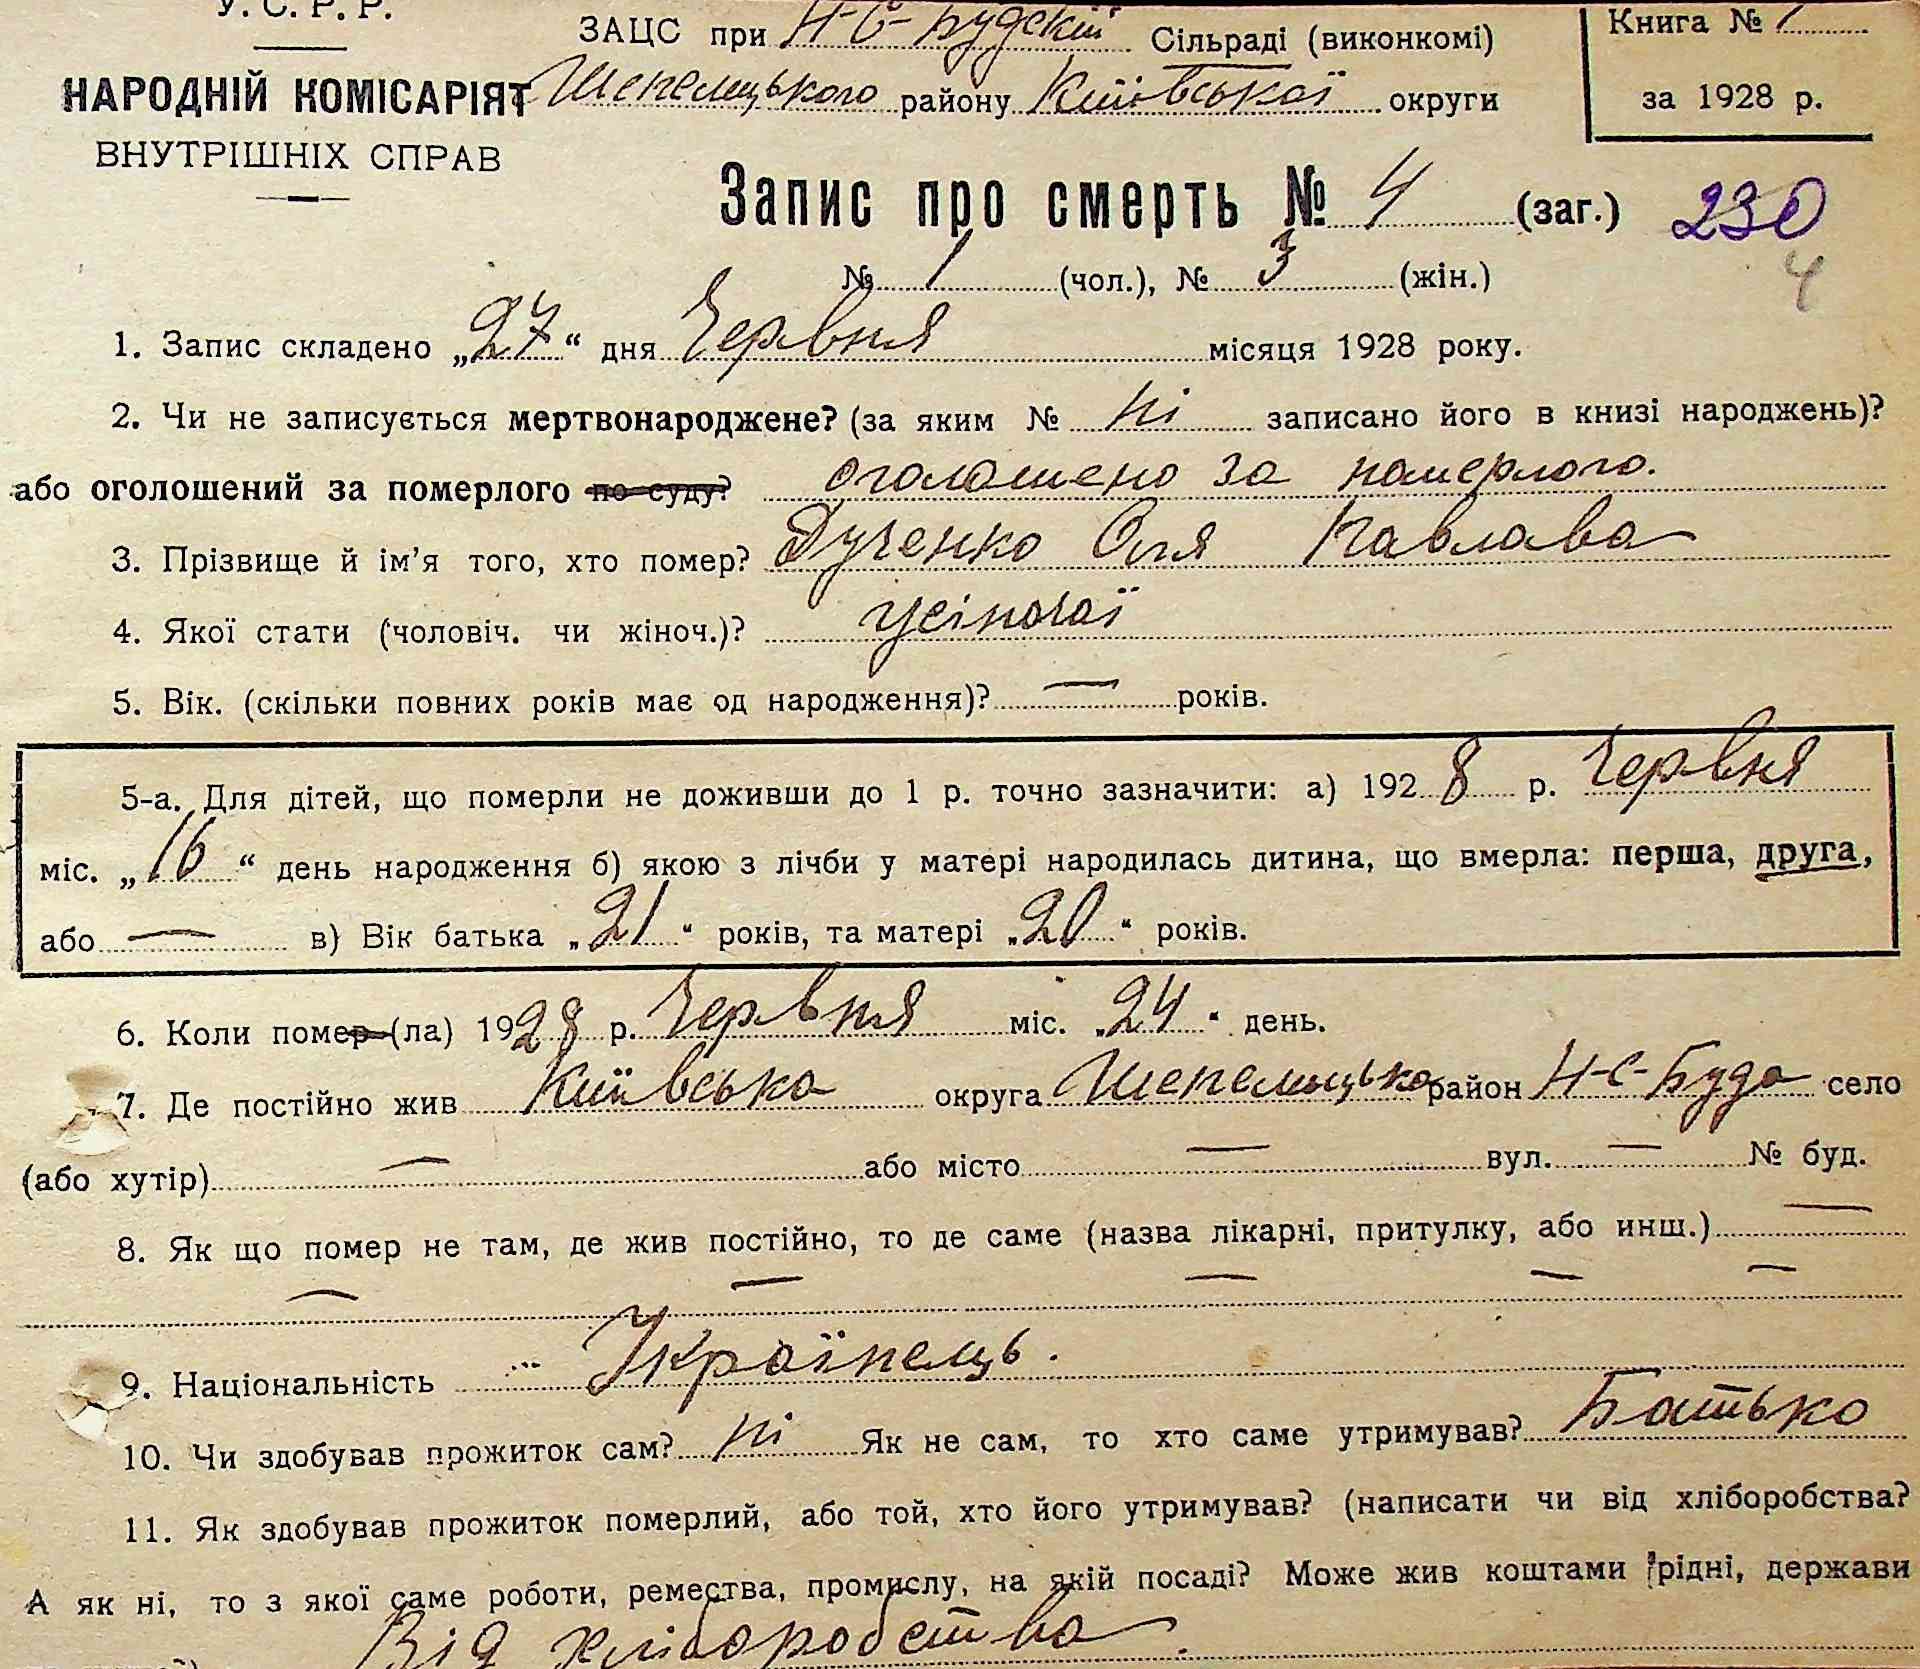 У. С. Р. Р.
НАРОДНІЙ КОМІСАРІЯТ
ВНУТРІШНІХ СПРАВ
ЗАЦС при Н-С-Будскій Сільраді (виконкомі)
Шепелицького району Київської округи
Книга № 1
за 1928 р.
Запис про смерть № 4 (заг.) 230
4
№ 1 (чол.), № 3 (жін.)
1. Запис складено „27“ дня Червня місяця 1928 року.
2. Чи не записується мертвонароджене? (за яким № ні записано його в книзі народжень)?
або оголошений за померлого по суду? оголошено за померлого.
3. Прізвище й ім’я того, хто помер? Дученко Оля Павлава
4. Якої стати (чоловіч. чи жіноч.)? жіночої
5. Вік. (скільки повних років має од народження)? — років.
5-а. Для дітей, що померли не доживши до 1 р. точно зазначити: а) 1928 р. Червня
міс. „16“ день народження б) якою з лічби у матері народилась дитина, що вмерла: перша, друга,
або — в) Вік батька „21“ років, та матері „20“ років.
6. Коли помер (ла) 1928 р. Червня міс. „24“ день.
7. Де постійно жив Київська округа Шепелицько район Н-С-Буда село
(або хутір) — або місто — вул. — № буд.
8. Як що помер не там, де жив постійно, то де саме (назва лікарні, притулку, або инш.) —
— — — — —
9. Національність Українець.
10. Чи здобував прожиток сам? ні Як не сам, то хто саме утримував? Батько
11. Як здобував прожиток померлий, або той, хто його утримував? (написати чи від хліборобства?
А як ні, то з якої саме роботи, ремества, промислу, на якій посаді? Може жив коштами рідні, держави
Від хліборобства.